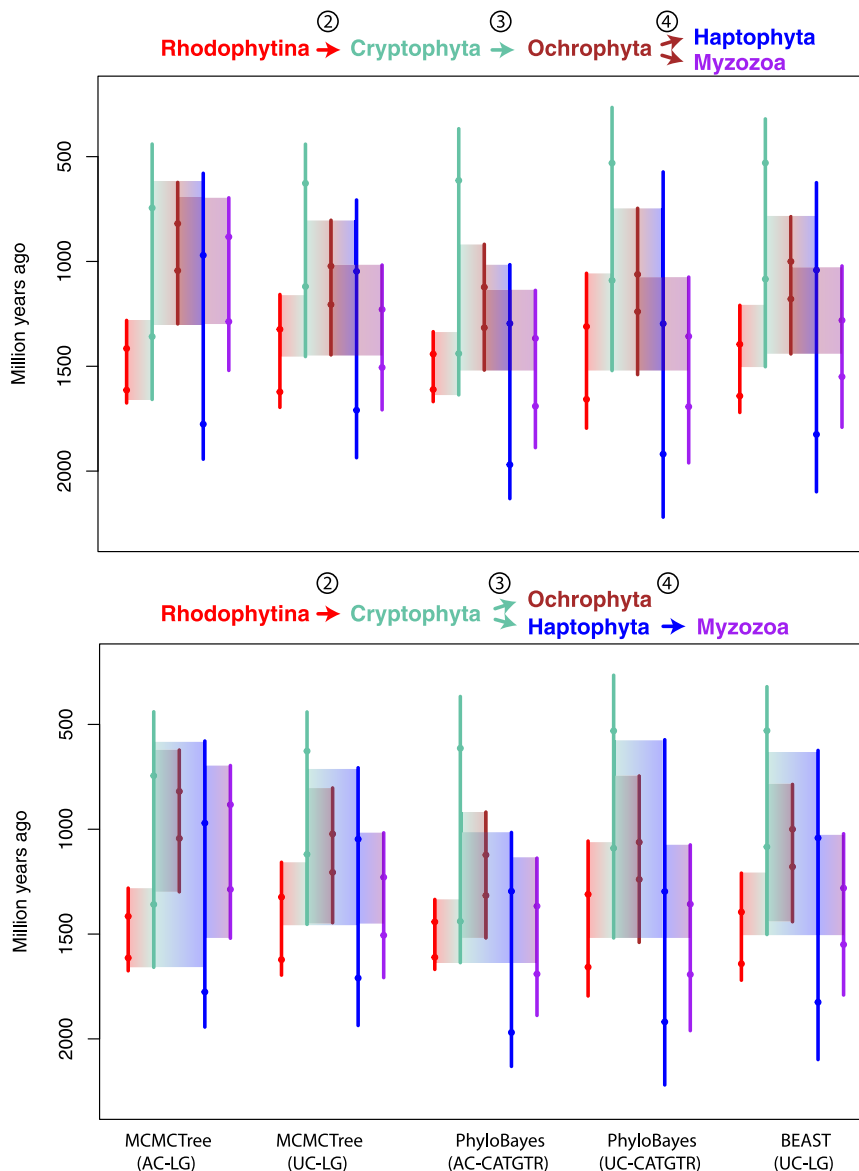 ② ③ ④
Rhodophytina → Cryptophyta → Ochrophyta Haptophyta
Myzozoa
500
1000
1500
2000
Million years ago
② ③ ④
Rhodophytina → Cryptophyta Ochrophyta
Haptophyta → Myzozoa
500
1000
1500
2000
Million years ago
MCMCTree MCMCTree PhyloBayes PhyloBayes BEAST
(AC-LG) (UC-LG) (AC-CATGTR) (UC-CATGTR) (UC-LG)